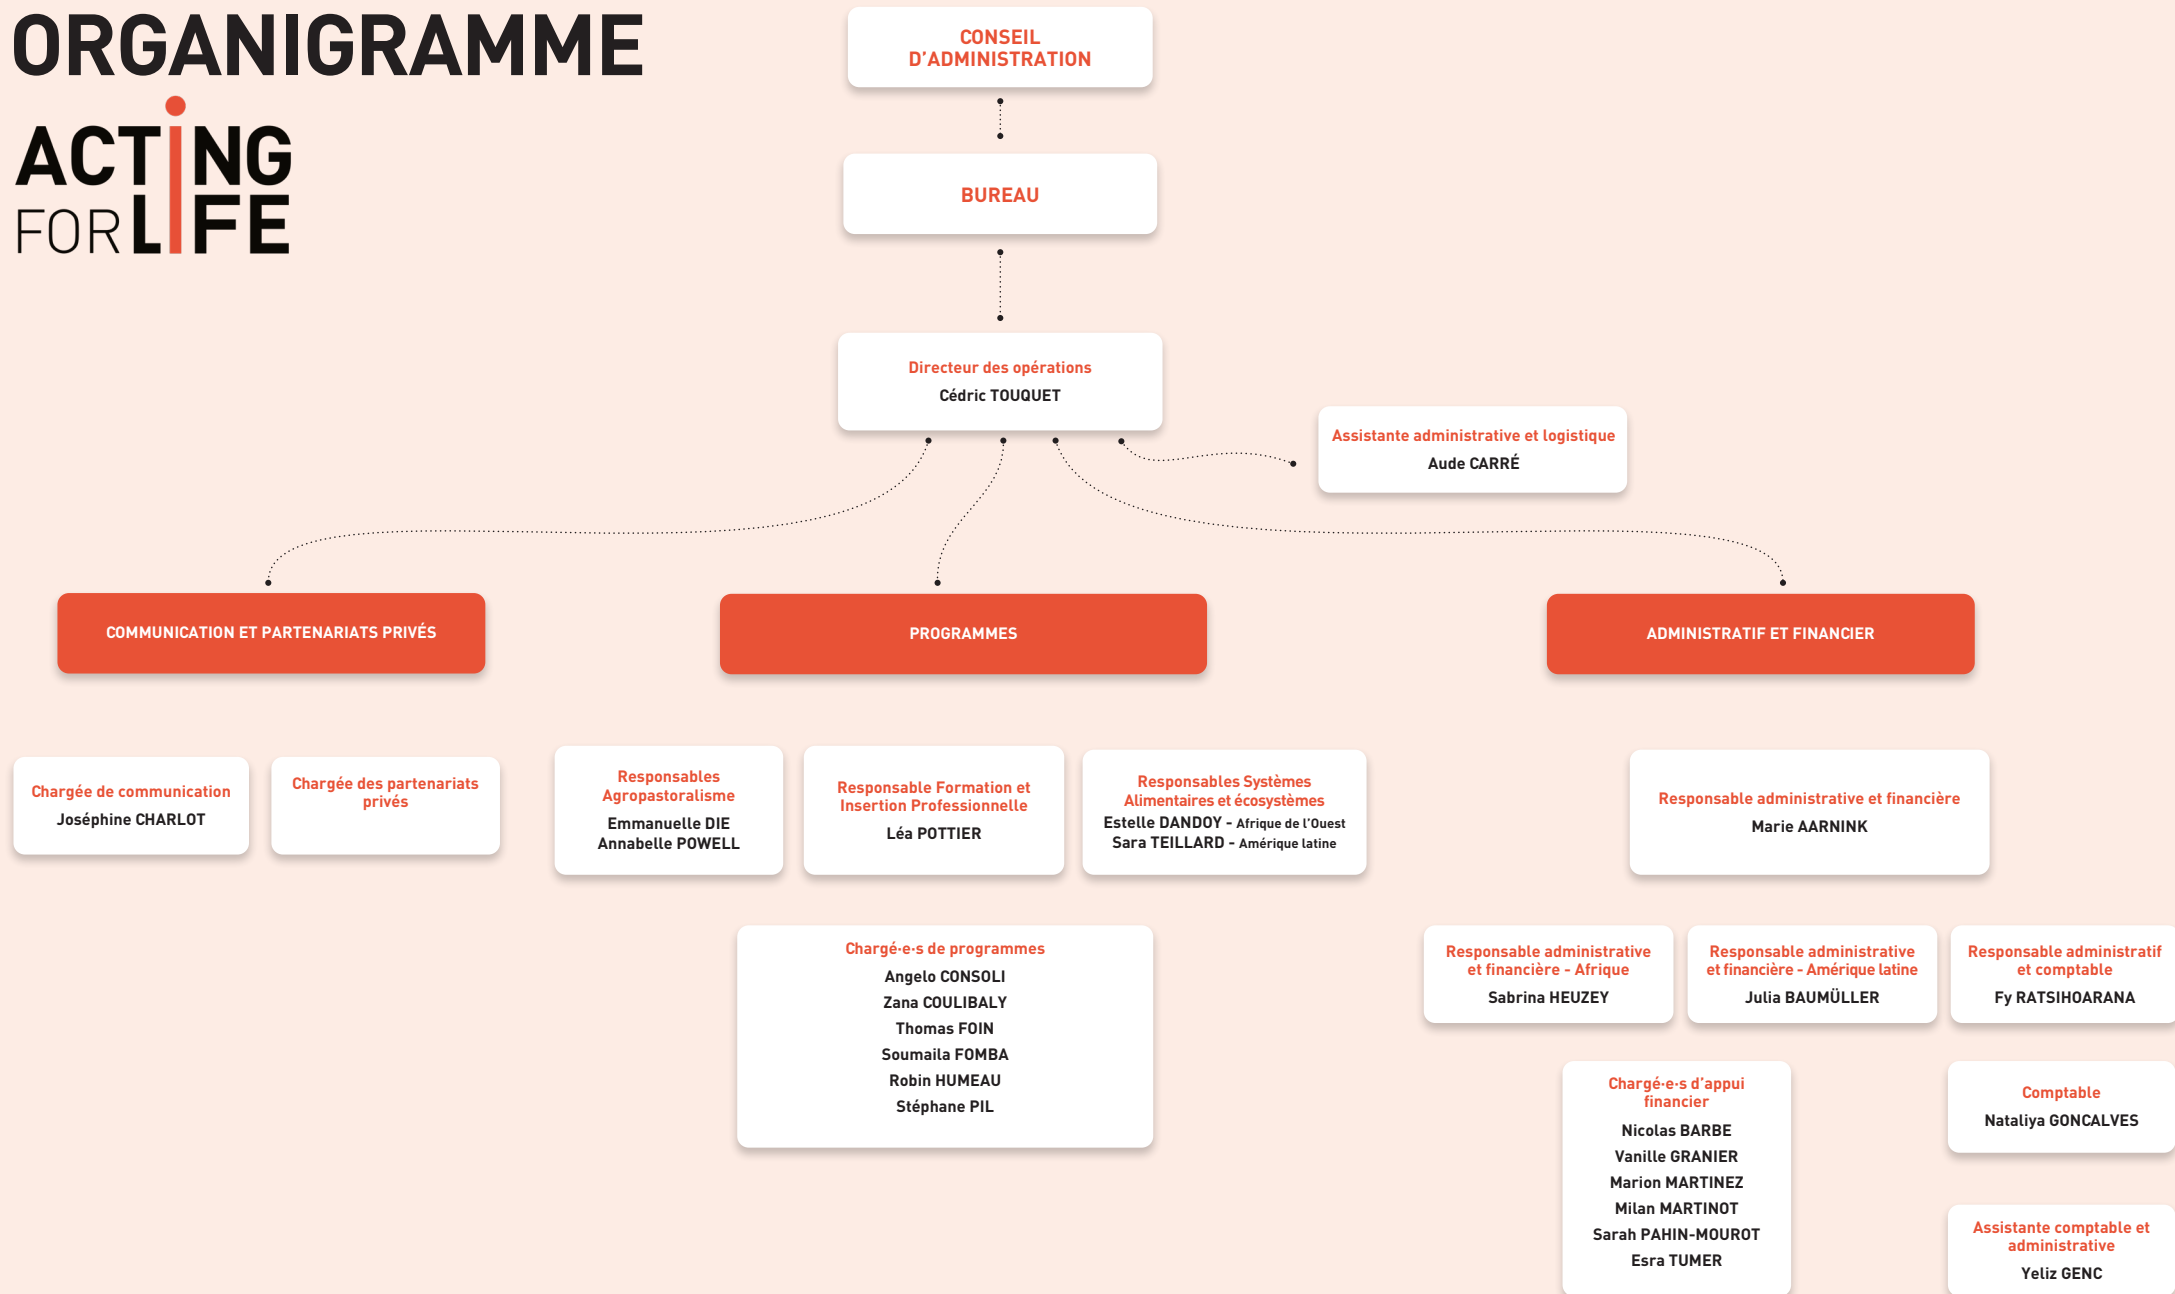 ORGANIGRAMME
ACTING
FOR LIFE
CONSEIL
D'ADMINISTRATION
BUREAU
Directeur des opérations
Cédric TOUQUET
Assistante administrative et logistique
Aude CARRÉ
COMMUNICATION ET PARTENARIATS PRIVÉS
PROGRAMMES
ADMINISTRATIF ET FINANCIER
Chargée de communication
Joséphine CHARLOT
Chargée des partenariats
privés
Responsables
Agropastoralisme
Emmanuelle DIE
Annabelle POWELL
Responsable Formation et
Insertion Professionnelle
Léa POTTIER
Responsables Systèmes
Alimentaires et écosystèmes
Estelle DANDOY - Afrique de l'Ouest
Sara TEILLARD - Amérique latine
Responsable administrative et financière
Marie AARNINK
Chargé·e·s de programmes
Angelo CONSOLI
Zana COULIBALY
Thomas FOIN
Soumaila FOMBA
Robin HUMEAU
Stéphane PIL
Responsable administrative
et financière - Afrique
Sabrina HEUZEY
Responsable administrative
et financière - Amérique latine
Julia BAUMÜLLER
Responsable administratif
et comptable
Fy RATSIHOARANA
Chargé·e·s d'appui
financier
Nicolas BARBE
Vanille GRANIER
Marion MARTINEZ
Milan MARTINOT
Sarah PAHIN-MOUROT
Esra TUMER
Comptable
Nataliya GONCALVES
Assistante comptable et
administrative
Yeliz GENC